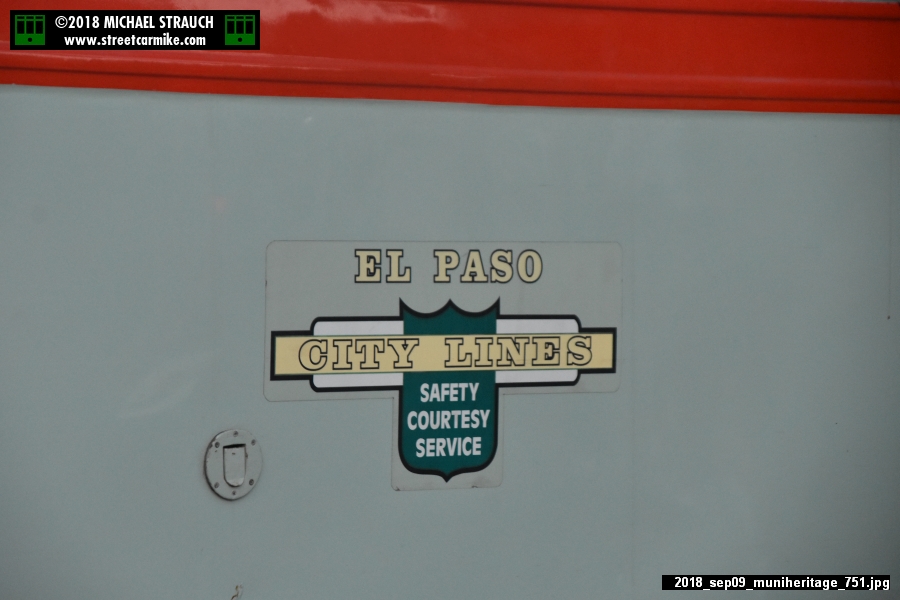 ©2018 MICHAEL STRAUCH
www.streetcarmike.com
EL PASO
CITY LINES
SAFETY
COURTESY
SERVICE
2018_sep09_muniheritage_751.jpg